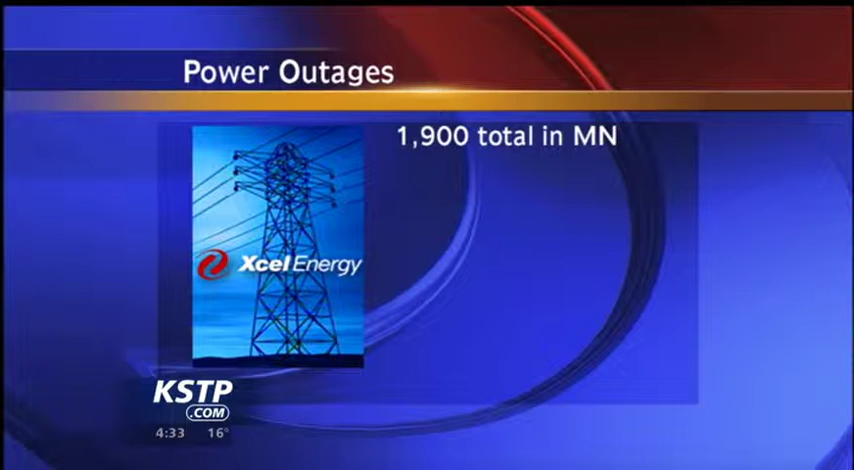 Power Outages
1,900 total in MN
Xcel Energy
KSTP
.COM
4:33 16°